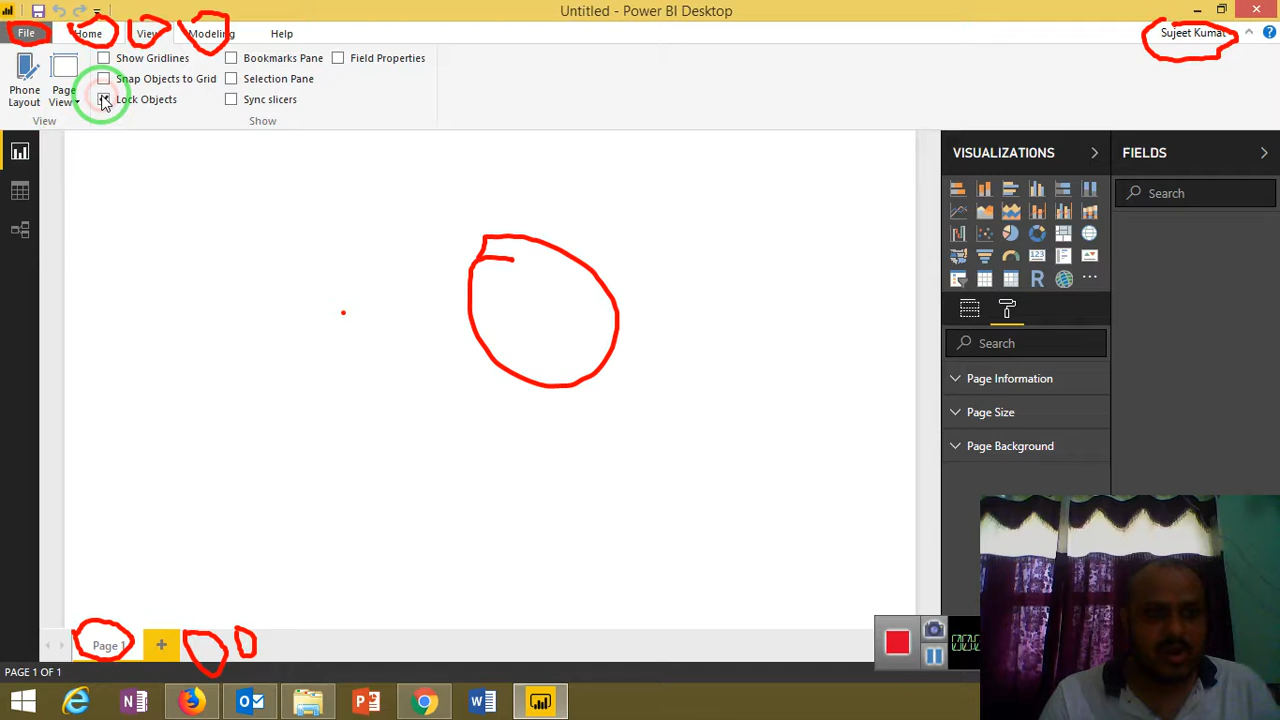 Untitled - Power BI Desktop
File Home View Modeling Help Sujeet Kumar
Show Gridlines Bookmarks Pane Field Properties
Snap Objects to Grid Selection Pane
Lock Objects Sync slicers
Phone Layout
Page View
View Show
VISUALIZATIONS
FIELDS
Search
123
R
Search
Page Information
Page Size
Page Background
Page 1
PAGE 1 OF 1